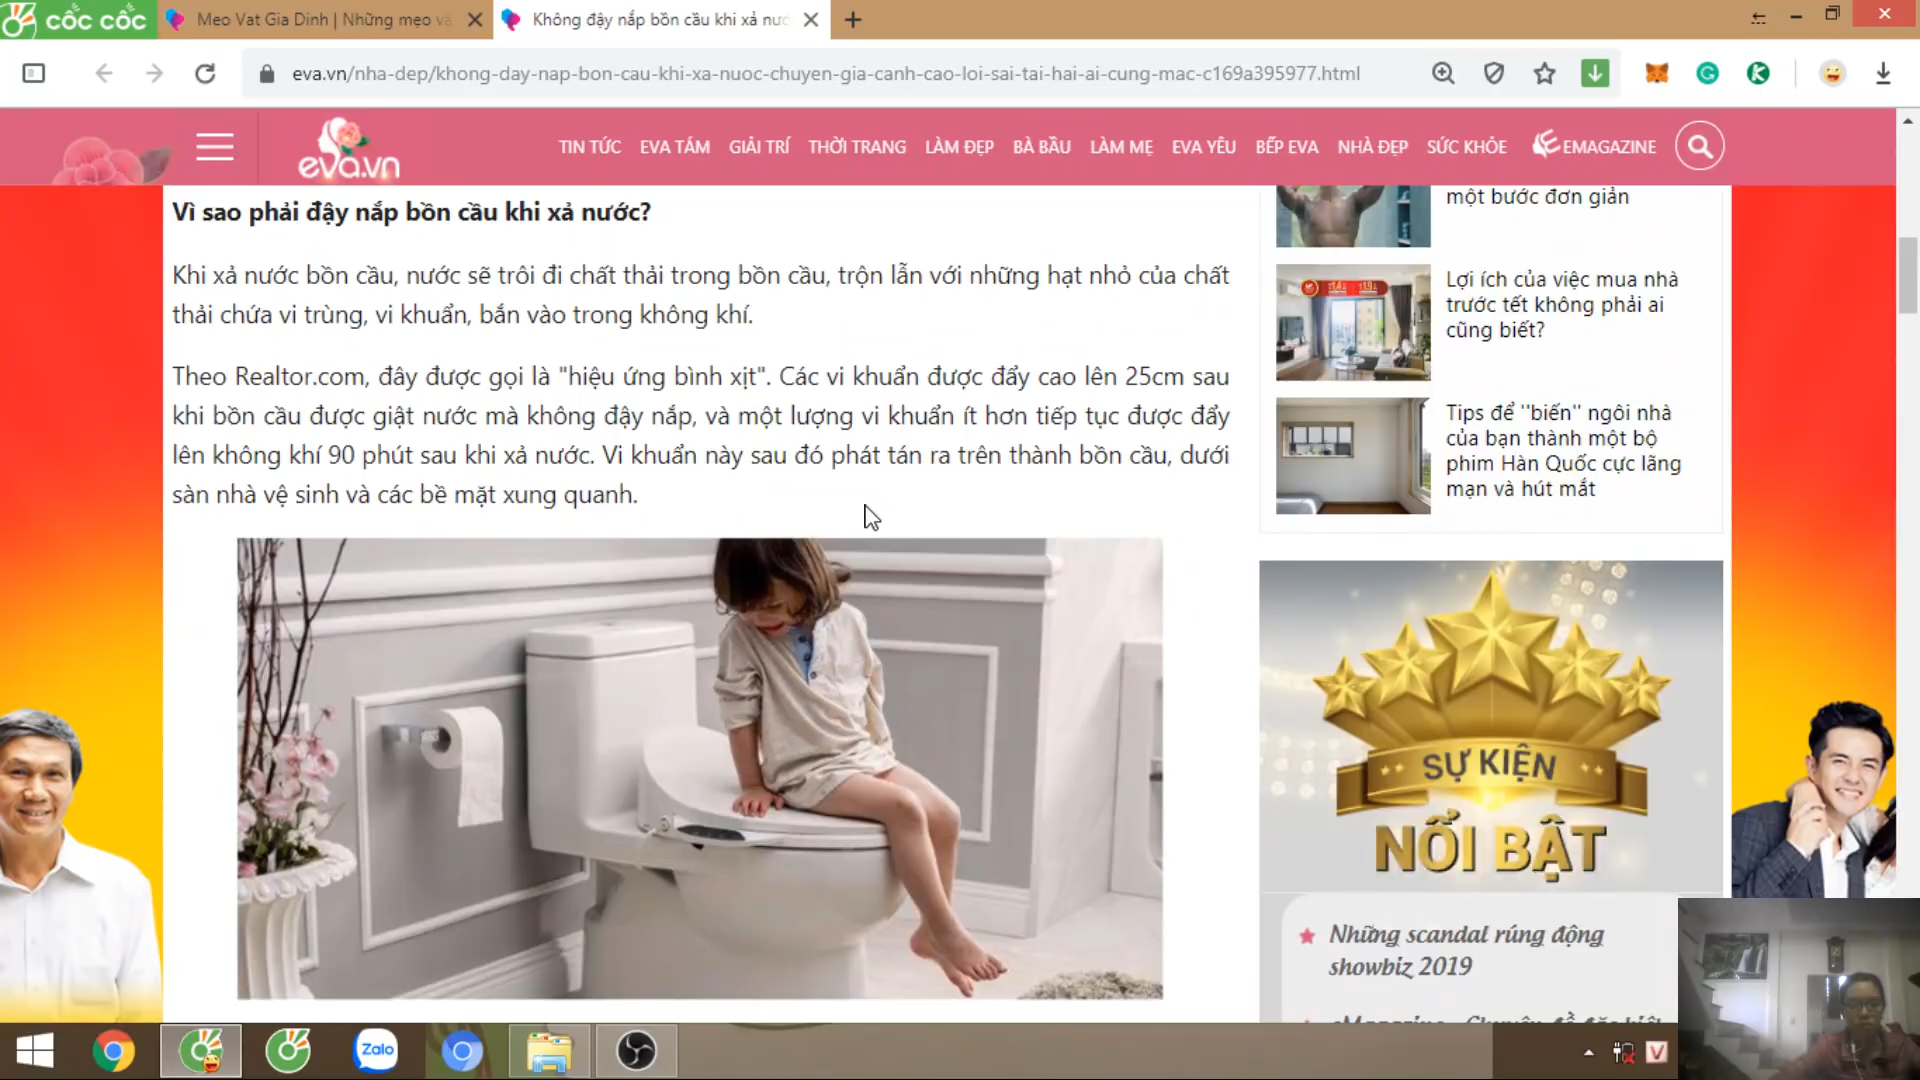 cốc cốc
Meo Vat Gia Dinh | Những mẹo vặ
Không đậy nắp bồn cầu khi xả nướ
eva.vn/nha-dep/khong-day-nap-bon-cau-khi-xa-nuoc-chuyen-gia-canh-cao-loi-sai-tai-hai-ai-cung-mac-c169a395977.html
eva.vn
TIN TỨC EVA TÁM GIẢI TRÍ THỜI TRANG LÀM ĐẸP BÀ BẦU LÀM MẸ EVA YÊU BẾP EVA NHÀ ĐẸP SỨC KHỎE EMAGAZINE
Vì sao phải đậy nắp bồn cầu khi xả nước?
Khi xả nước bồn cầu, nước sẽ trôi đi chất thải trong bồn cầu, trộn lẫn với những hạt nhỏ của chất
thải chứa vi trùng, vi khuẩn, bắn vào trong không khí.
Theo Realtor.com, đây được gọi là "hiệu ứng bình xịt". Các vi khuẩn được đẩy cao lên 25cm sau
khi bồn cầu được giật nước mà không đậy nắp, và một lượng vi khuẩn ít hơn tiếp tục được đẩy
lên không khí 90 phút sau khi xả nước. Vi khuẩn này sau đó phát tán ra trên thành bồn cầu, dưới
sàn nhà vệ sinh và các bề mặt xung quanh.
một bước đơn giản
Lợi ích của việc mua nhà
trước tết không phải ai
cũng biết?
Tips để "biến" ngôi nhà
của bạn thành một bộ
phim Hàn Quốc cực lãng
mạn và hút mắt
SỰ KIỆN
NỔI BẬT
Những scandal rúng động
showbiz 2019
eMagazine - Chuyên đề đặc biệt
Zalo
V